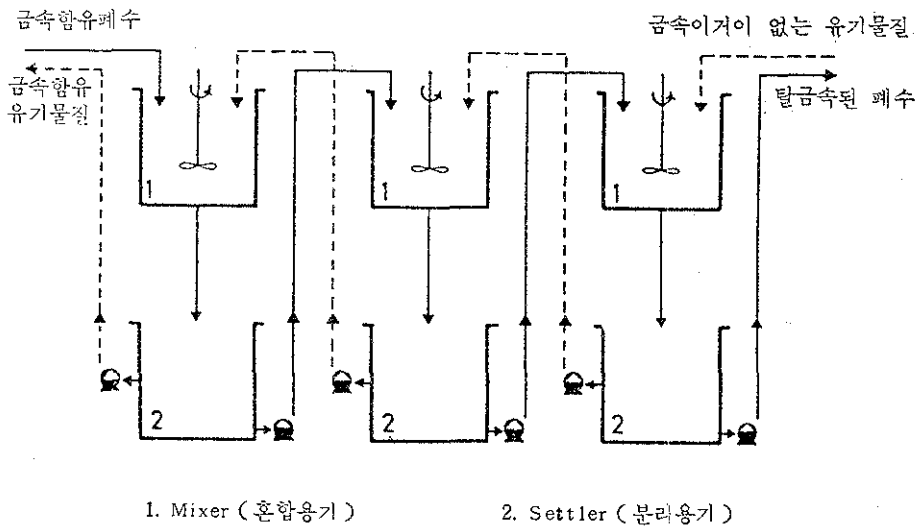 금속함유폐수
금속이거이 없는 유기물질
금속함유
유기물질
탈금속된 폐수
1
1
1
2
2
2
1. Mixer (혼합용기)
2. Settler (분리용기)